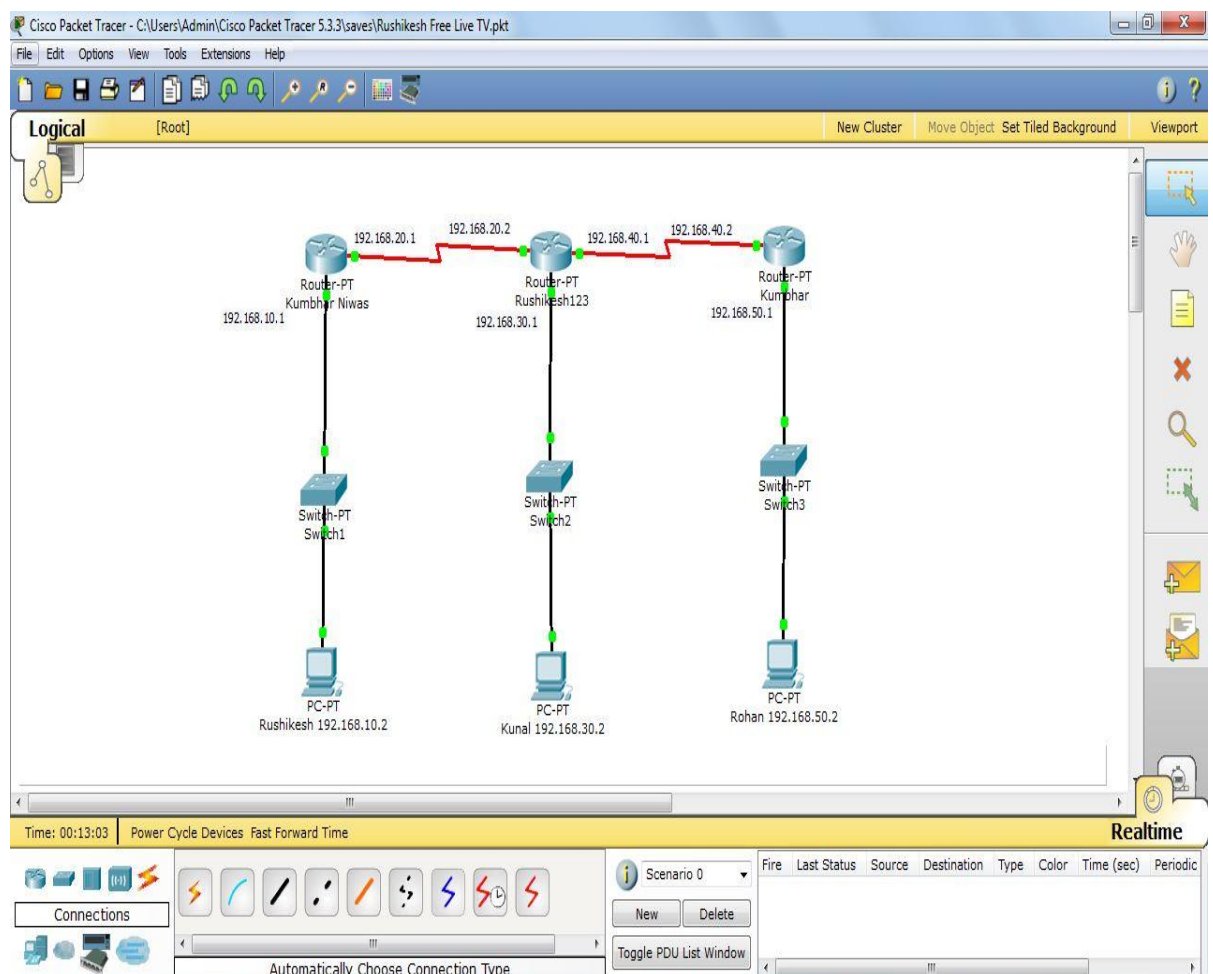 Cisco Packet Tracer - C:\Users\Admin\Cisco Packet Tracer 5.3.3\saves\Rushikesh Free Live TV.pkt
File Edit Options View Tools Extensions Help
Logical [Root] New Cluster Move Object Set Tiled Background Viewport
192.168.20.1 192.168.20.2 192.168.40.1 192.168.40.2
Router-PT
Kumbhar Niwas
Router-PT
Rushikesh123
Router-PT
Kumbhar
192.168.10.1
192.168.30.1
192.168.50.1
Switch-PT
Switch1
Switch-PT
Switch2
Switch-PT
Switch3
PC-PT
Rushikesh 192.168.10.2
PC-PT
Kunal 192.168.30.2
PC-PT
Rohan 192.168.50.2
Time: 00:13:03 Power Cycle Devices Fast Forward Time Realtime
Connections
Automatically Choose Connection Type
Scenario 0
New Delete
Toggle PDU List Window
Fire Last Status Source Destination Type Color Time (sec) Periodic